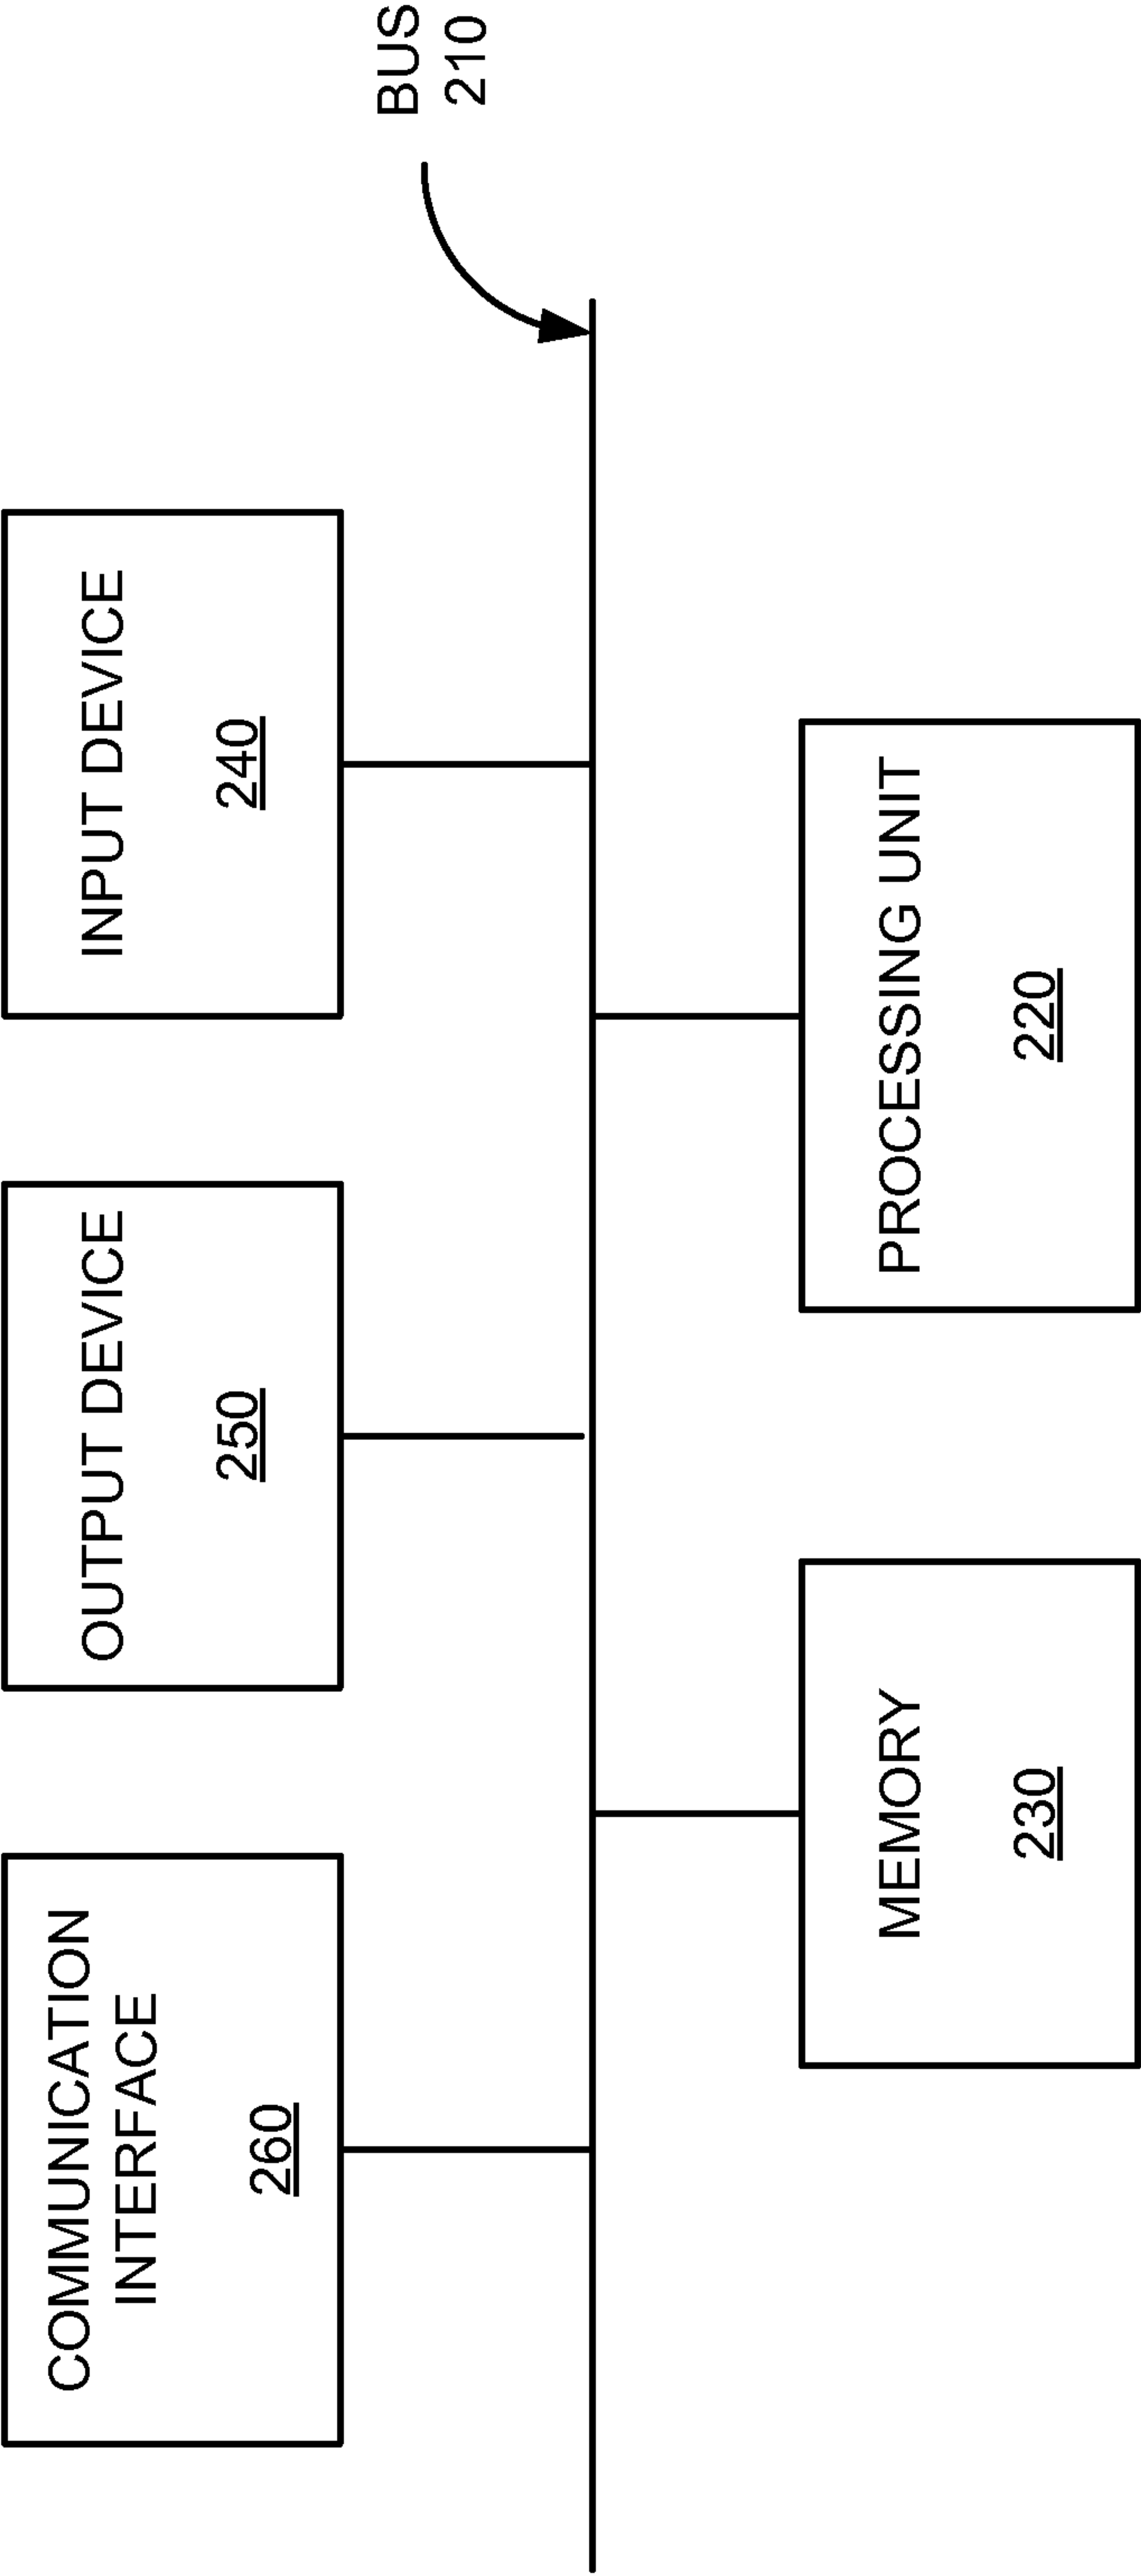 COMMUNICATION
INTERFACE
260
OUTPUT DEVICE
250
INPUT DEVICE
240
BUS
210
MEMORY
230
PROCESSING UNIT
220